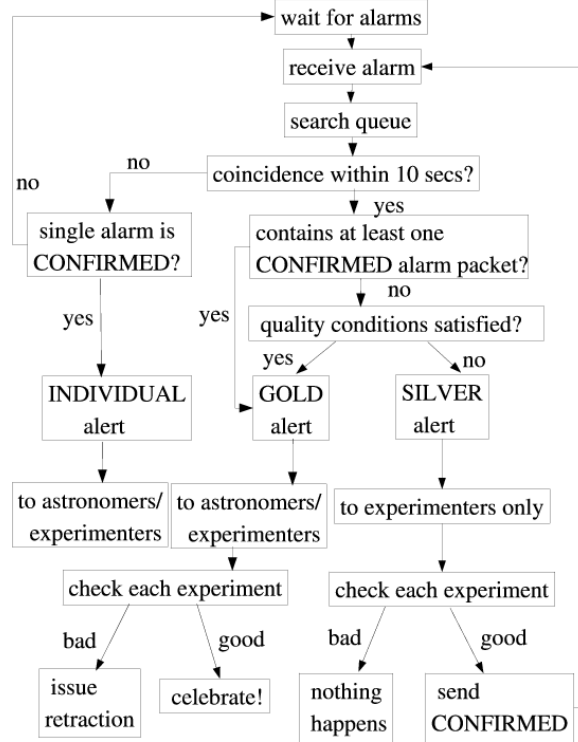 wait for alarms
receive alarm
search queue
coincidence within 10 secs?
no
no
yes
single alarm is
CONFIRMED?
contains at least one
CONFIRMED alarm packet?
no
yes
yes
quality conditions satisfied?
yes
no
INDIVIDUAL
alert
GOLD
alert
SILVER
alert
to astronomers/
experimenters
to astronomers/
experimenters
to experimenters only
check each experiment
check each experiment
bad
good
bad
good
issue
retraction
celebrate!
nothing
happens
send
CONFIRMED